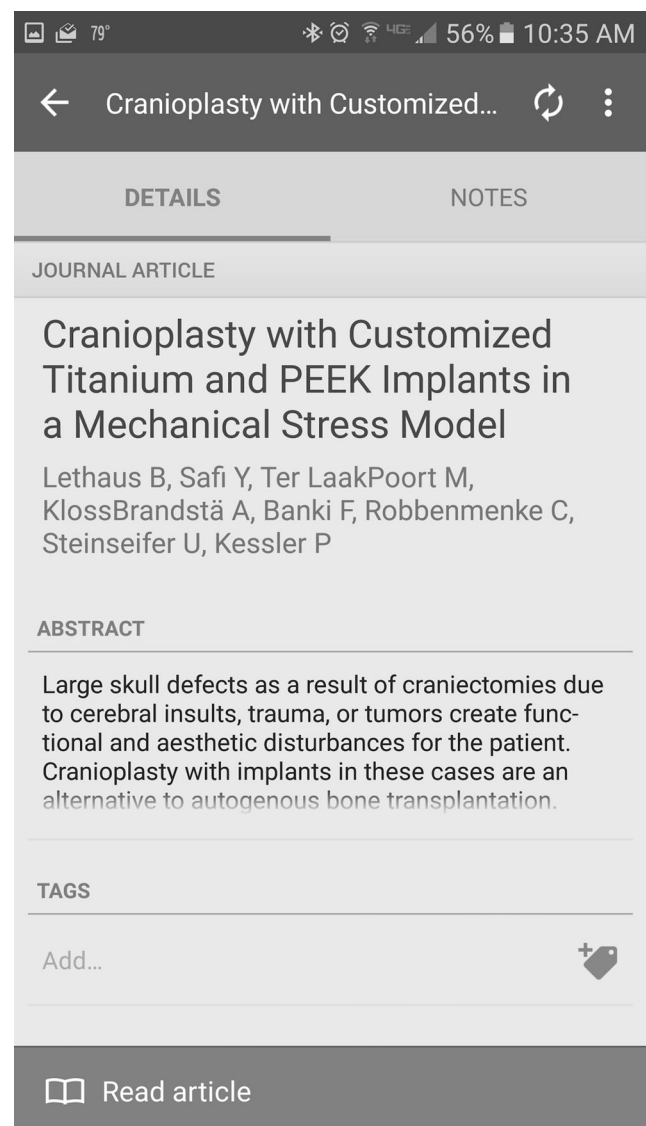 79° 4GE 56% 10:35 AM
Cranioplasty with Customized...
DETAILS NOTES
JOURNAL ARTICLE
Cranioplasty with Customized
Titanium and PEEK Implants in
a Mechanical Stress Model
Lethaus B, Safi Y, Ter LaakPoort M,
KlossBrandstä A, Banki F, Robbenmenke C,
Steinseifer U, Kessler P
ABSTRACT
Large skull defects as a result of craniectomies due
to cerebral insults, trauma, or tumors create func-
tional and aesthetic disturbances for the patient.
Cranioplasty with implants in these cases are an
alternative to autogenous bone transplantation.
TAGS
Add...
Read article